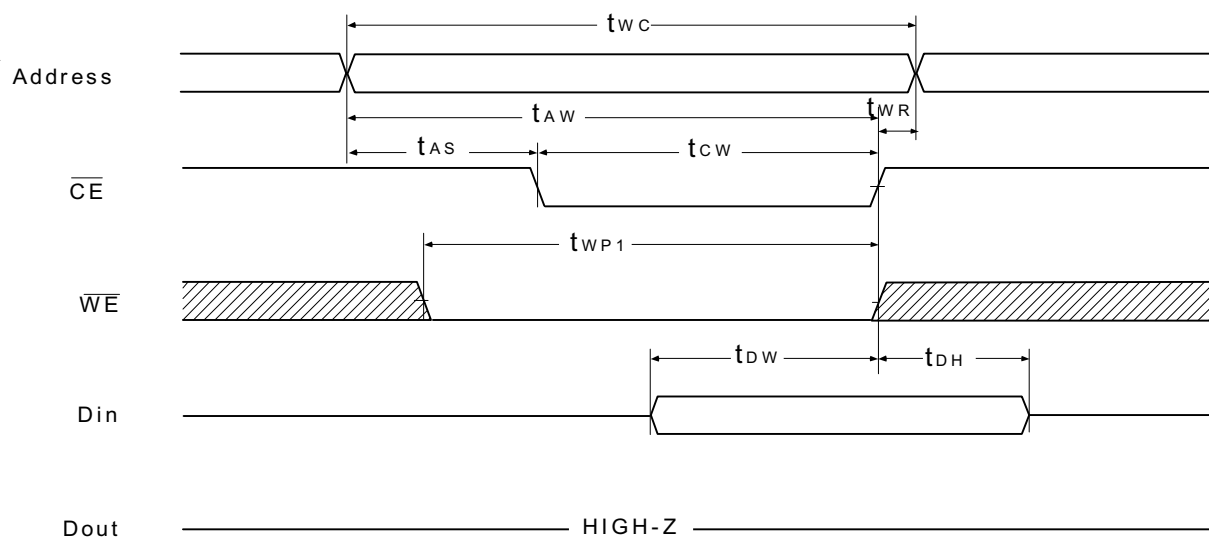 tWC
Address
tAW
tWR
tAS
tCW
CE
tWP1
WE
tDW
tDH
Din
Dout
HIGH-Z